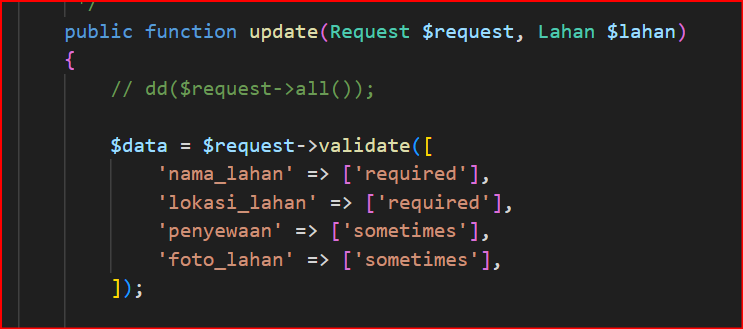 */
public function update(Request $request, Lahan $lahan)
{
// dd($request->all());
$data = $request->validate([
'nama_lahan' => ['required'],
'lokasi_lahan' => ['required'],
'penyewaan' => ['sometimes'],
'foto_lahan' => ['sometimes'],
]);